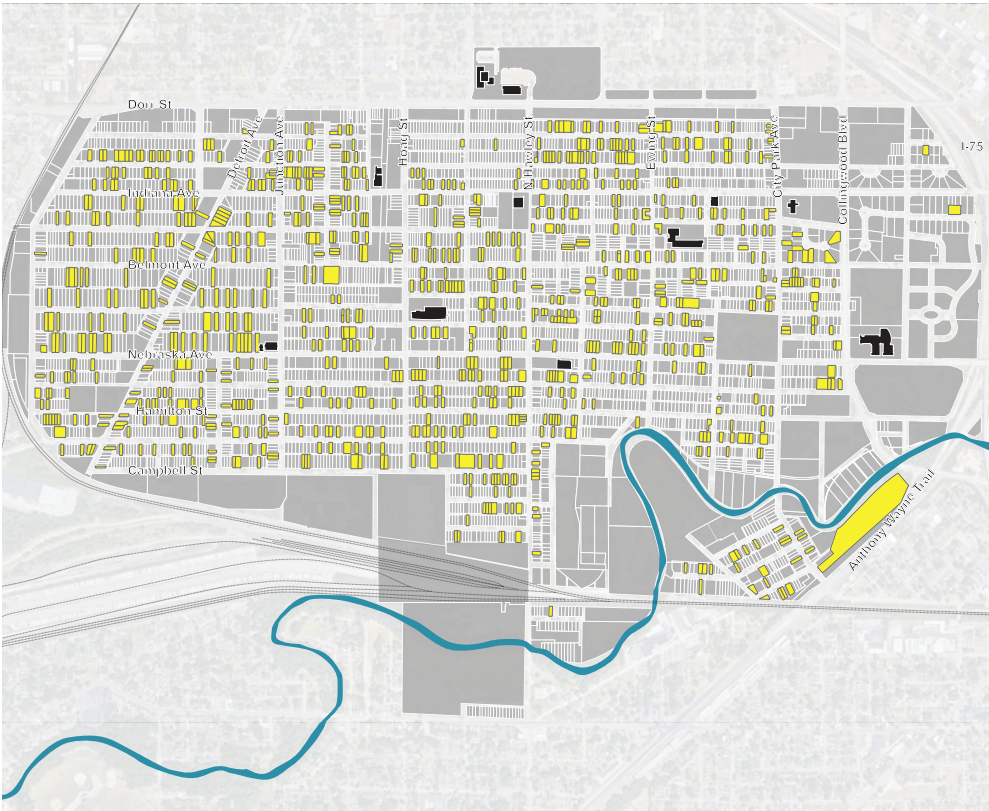 Dorr St
Detroit Ave
Junction Ave
Hoag St
N Hawley St
Ewing St
City Park Ave
Collingwood Blvd
I-75
Indiana Ave
Belmont Ave
Nebraska Ave
Hamilton St
Campbell St
Anthony Wayne Trail